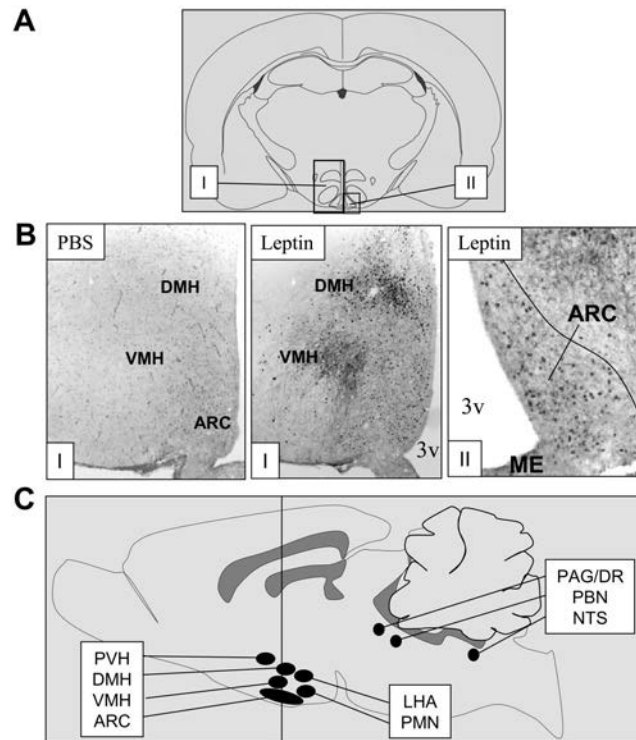 A
I
II
B
PBS
DMH
VMH
ARC
I
Leptin
DMH
VMH
3v
I
Leptin
ARC
3v
ME
II
C
PVH
DMH
VMH
ARC
LHA
PMN
PAG/DR
PBN
NTS